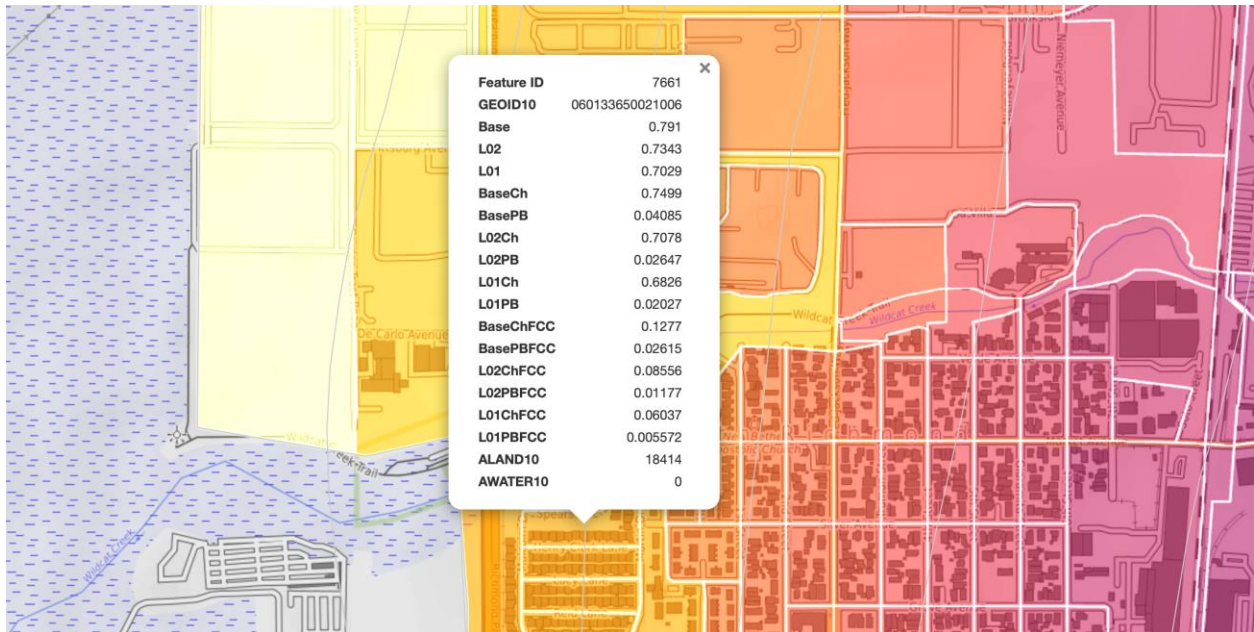 ×
Feature ID 7661
GEOID10 060133650021006
Base 0.791
L02 0.7343
L01 0.7029
BaseCh 0.7499
BasePB 0.04085
L02Ch 0.7078
L02PB 0.02647
L01Ch 0.6826
L01PB 0.02027
BaseChFCC 0.1277
BasePBFCC 0.02615
L02ChFCC 0.08556
L02PBFCC 0.01177
L01ChFCC 0.06037
L01PBFCC 0.005572
ALAND10 18414
AWATER10 0
Niemeyer Avenue
De Carlo Avenue
Wildcat
Wildcat Creek
Wildcat Creek Trail
Wildcat Creek
Spears